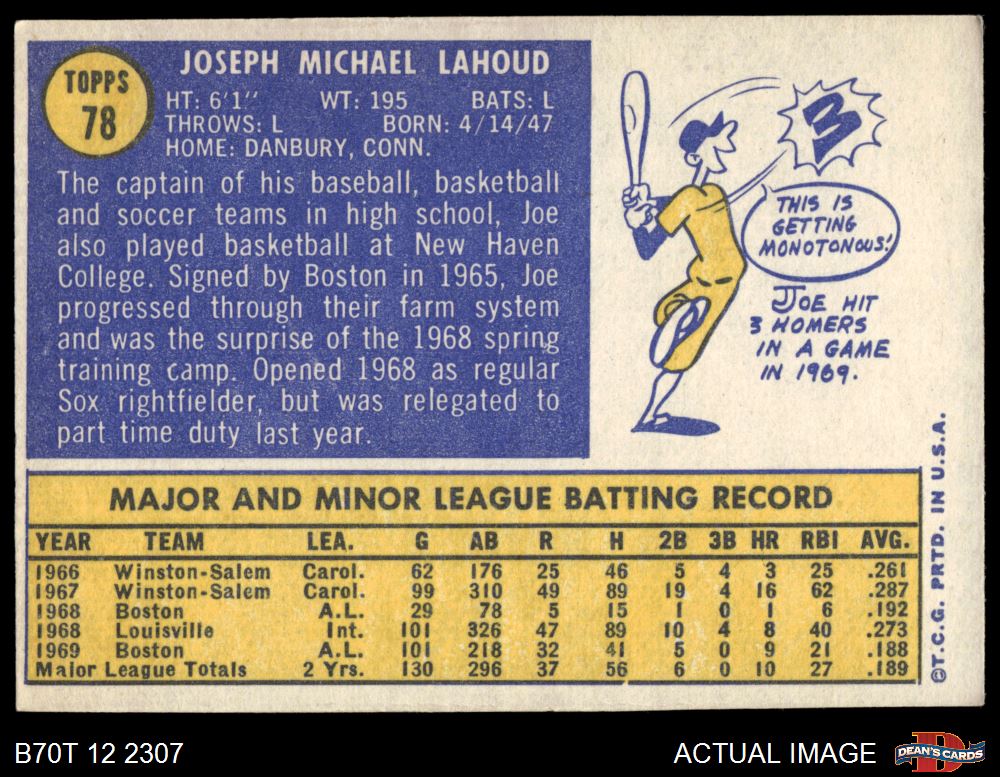 TOPPS
78
JOSEPH MICHAEL LAHOUD
HT: 6'1" WT: 195 BATS: L
THROWS: L BORN: 4/14/47
HOME: DANBURY, CONN.
The captain of his baseball, basketball
and soccer teams in high school, Joe
also played basketball at New Haven
College. Signed by Boston in 1965, Joe
progressed through their farm system
and was the surprise of the 1968 spring
training camp. Opened 1968 as regular
Sox rightfielder, but was relegated to
part time duty last year.
3
THIS IS
GETTING
MONOTONOUS!
JOE HIT
3 HOMERS
IN A GAME
IN 1969.
MAJOR AND MINOR LEAGUE BATTING RECORD
YEAR TEAM LEA. G AB R H 2B 3B HR RBI AVG.
1966 Winston-Salem Carol. 62 176 25 46 5 4 3 25 .261
1967 Winston-Salem Carol. 99 310 49 89 19 4 16 62 .287
1968 Boston A.L. 29 78 5 15 1 0 1 6 .192
1968 Louisville Int. 101 326 47 89 10 4 8 40 .273
1969 Boston A.L. 101 218 32 41 5 0 9 21 .188
Major League Totals 2 Yrs. 130 296 37 56 6 0 10 27 .189
©T.C.G. PRTD. IN U.S.A.
B70T 12 2307
ACTUAL IMAGE
DEAN'S CARDS